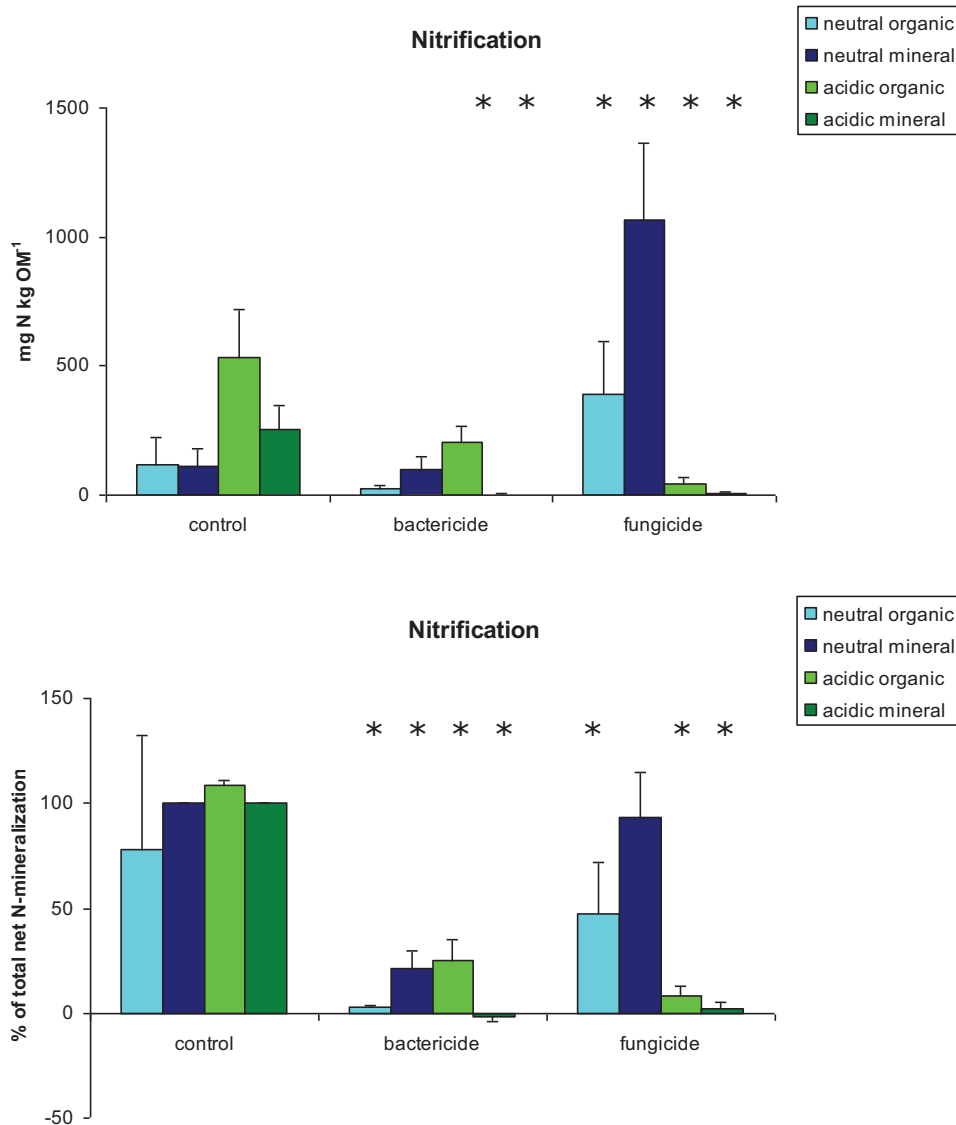 Nitrification
neutral organic
neutral mineral
acidic organic
acidic mineral
* * * * * *
1500
1000
500
0
mg N kg OM⁻¹
control bactericide fungicide
Nitrification
neutral organic
neutral mineral
acidic organic
acidic mineral
* * * * * * *
150
100
50
0
-50
% of total net N-mineralization
control bactericide fungicide